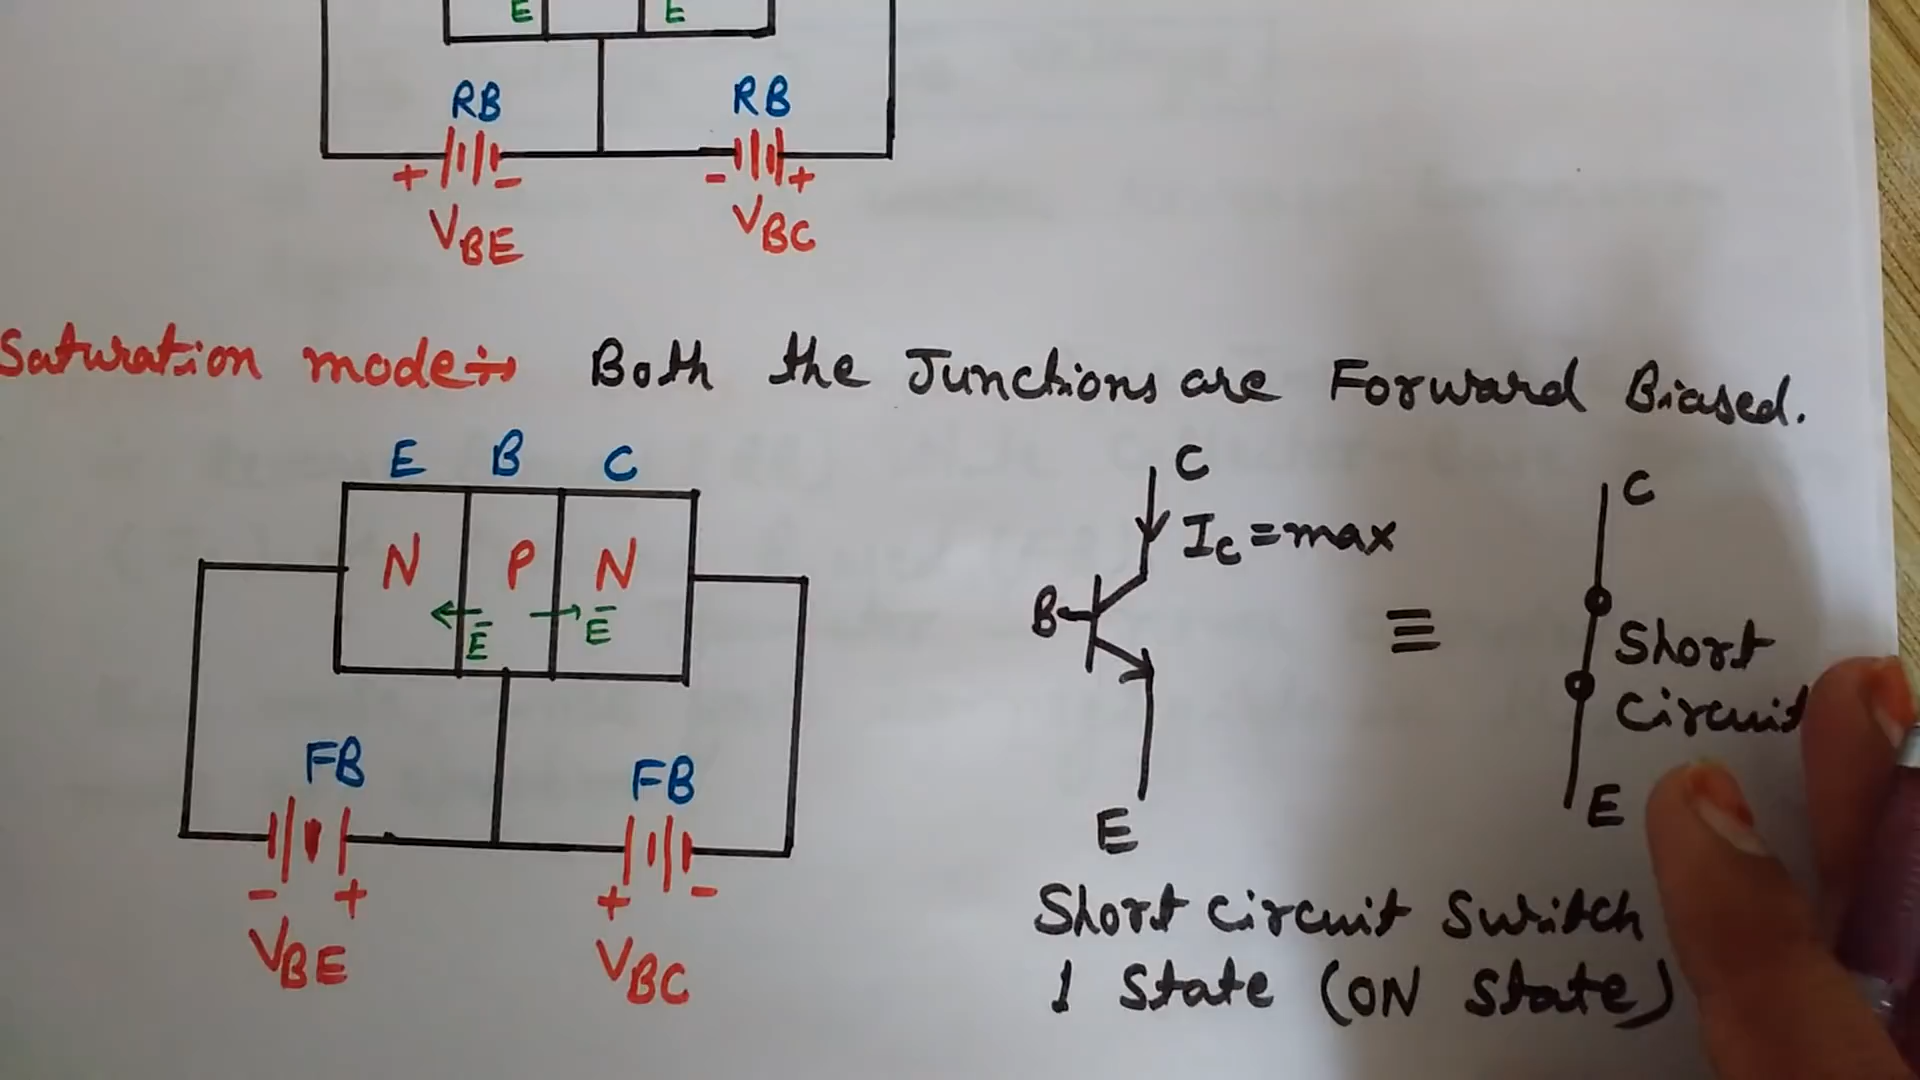 E E
RB RB
+ - - +
VBE VBC
Saturation mode:→ Both the Junctions are Forward Biased.
E B C
N P N
Ē Ē
FB FB
- + + -
VBE VBC
C
IC = max
B
E
≡
C
Short
Circuit
E
Short circuit Switch
1 State (ON State)